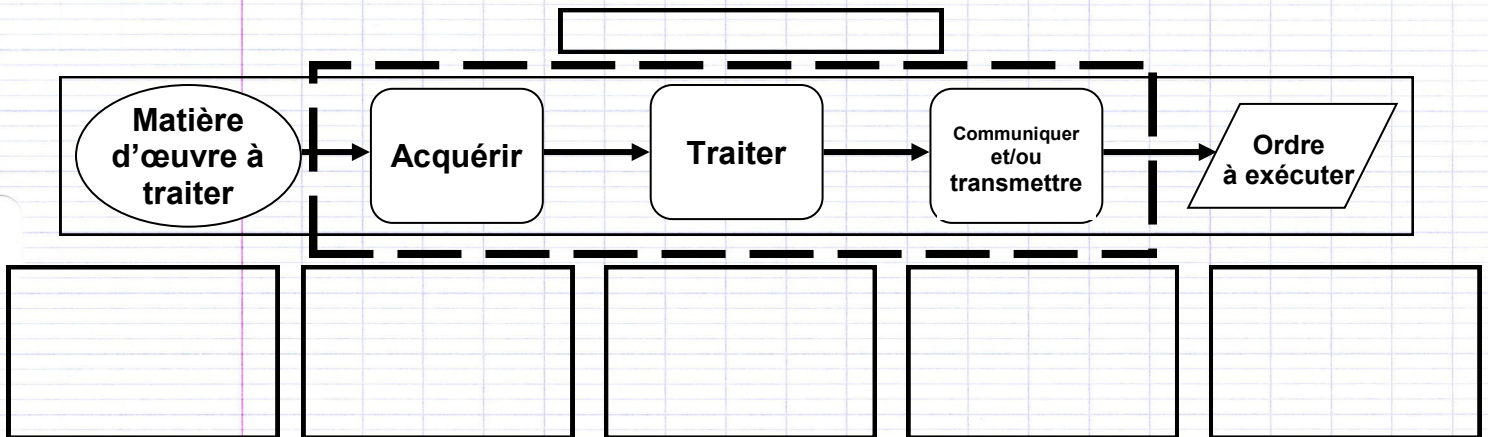 Matière
d'œuvre à
traiter
Acquérir
Traiter
Communiquer
et/ou
transmettre
Ordre
à exécuter